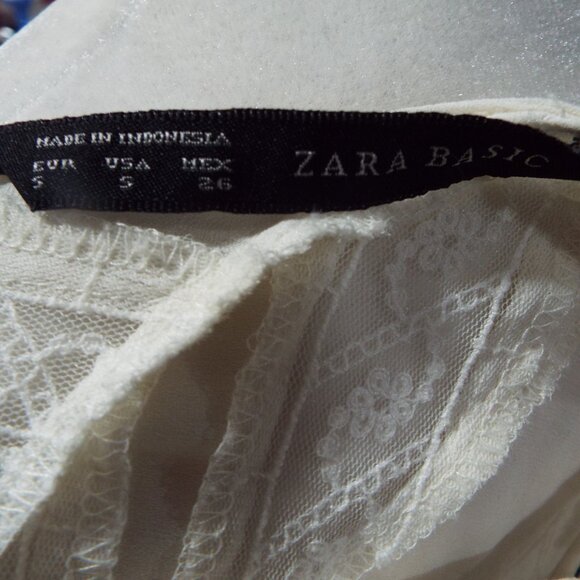 MADE IN INDONESIA
EUR USA MEX
S S 26
ZARA BASIC